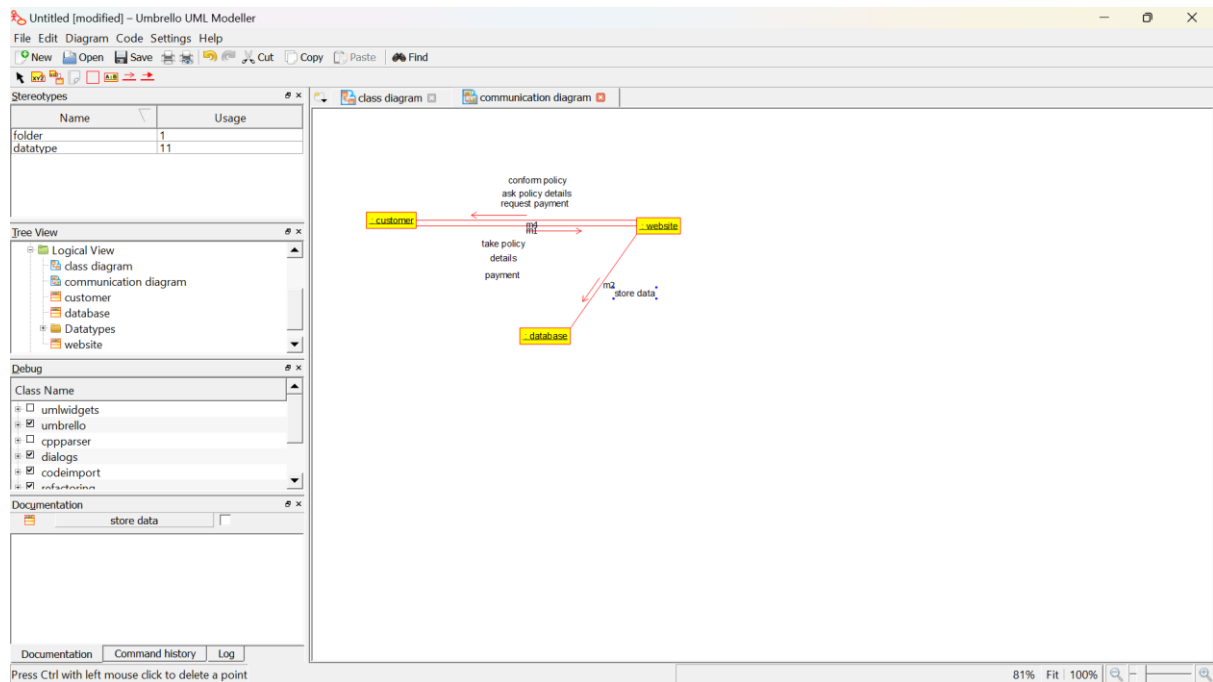 Untitled [modified] – Umbrello UML Modeller
File Edit Diagram Code Settings Help
New Open Save Cut Copy Paste Find
XYZ A:B
Stereotypes
class diagram communication diagram
Name Usage
folder 1
datatype 11
Tree View
Logical View
class diagram
communication diagram
customer
database
Datatypes
website
Debug
Class Name
umlwidgets
umbrello
cppparser
dialogs
codeimport
refactoring
Documentation
store data
Documentation Command history Log
Press Ctrl with left mouse click to delete a point
conform policy
ask policy details
request payment
: customer
: website
m1
take policy
details
payment
m2
store data
: database
81% Fit 100%